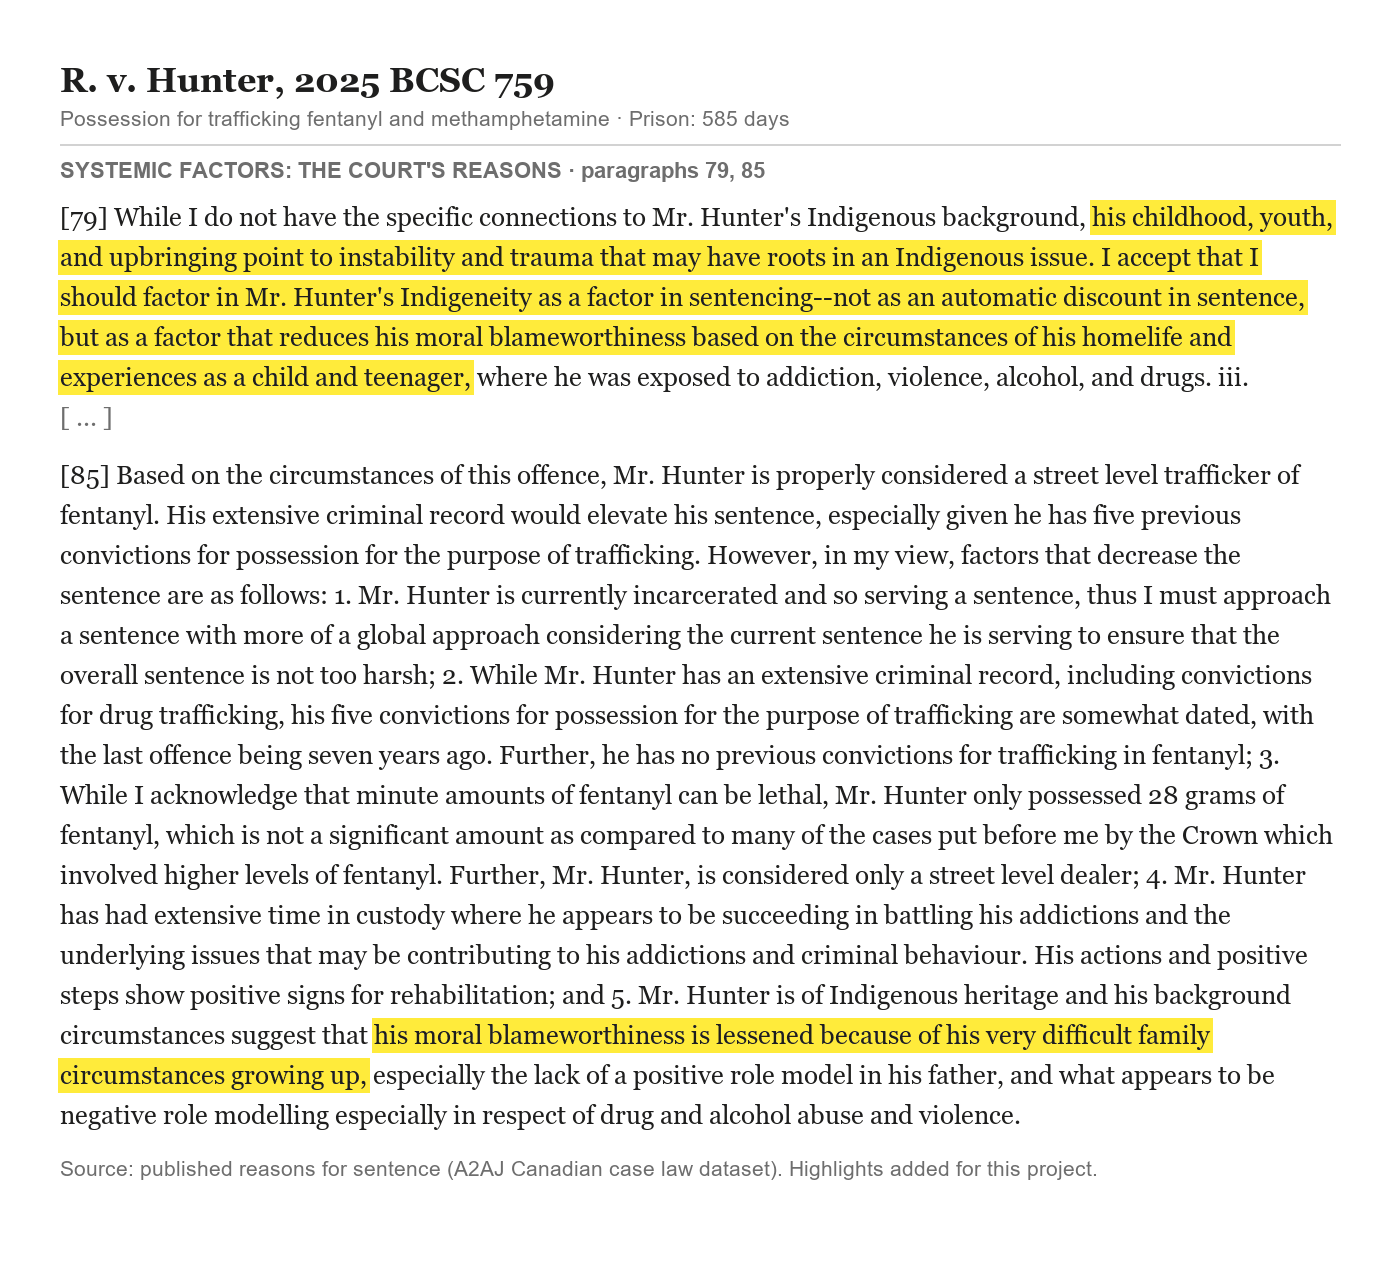 R. v. Hunter, 2025 BCSC 759
Possession for trafficking fentanyl and methamphetamine · Prison: 585 days
SYSTEMIC FACTORS: THE COURT'S REASONS · paragraphs 79, 85
[79] While I do not have the specific connections to Mr. Hunter's Indigenous background, his childhood, youth,
and upbringing point to instability and trauma that may have roots in an Indigenous issue. I accept that I
should factor in Mr. Hunter's Indigeneity as a factor in sentencing--not as an automatic discount in sentence,
but as a factor that reduces his moral blameworthiness based on the circumstances of his homelife and
experiences as a child and teenager, where he was exposed to addiction, violence, alcohol, and drugs. iii.
[ ... ]
[85] Based on the circumstances of this offence, Mr. Hunter is properly considered a street level trafficker of
fentanyl. His extensive criminal record would elevate his sentence, especially given he has five previous
convictions for possession for the purpose of trafficking. However, in my view, factors that decrease the
sentence are as follows: 1. Mr. Hunter is currently incarcerated and so serving a sentence, thus I must approach
a sentence with more of a global approach considering the current sentence he is serving to ensure that the
overall sentence is not too harsh; 2. While Mr. Hunter has an extensive criminal record, including convictions
for drug trafficking, his five convictions for possession for the purpose of trafficking are somewhat dated, with
the last offence being seven years ago. Further, he has no previous convictions for trafficking in fentanyl; 3.
While I acknowledge that minute amounts of fentanyl can be lethal, Mr. Hunter only possessed 28 grams of
fentanyl, which is not a significant amount as compared to many of the cases put before me by the Crown which
involved higher levels of fentanyl. Further, Mr. Hunter, is considered only a street level dealer; 4. Mr. Hunter
has had extensive time in custody where he appears to be succeeding in battling his addictions and the
underlying issues that may be contributing to his addictions and criminal behaviour. His actions and positive
steps show positive signs for rehabilitation; and 5. Mr. Hunter is of Indigenous heritage and his background
circumstances suggest that his moral blameworthiness is lessened because of his very difficult family
circumstances growing up, especially the lack of a positive role model in his father, and what appears to be
negative role modelling especially in respect of drug and alcohol abuse and violence.
Source: published reasons for sentence (A2AJ Canadian case law dataset). Highlights added for this project.